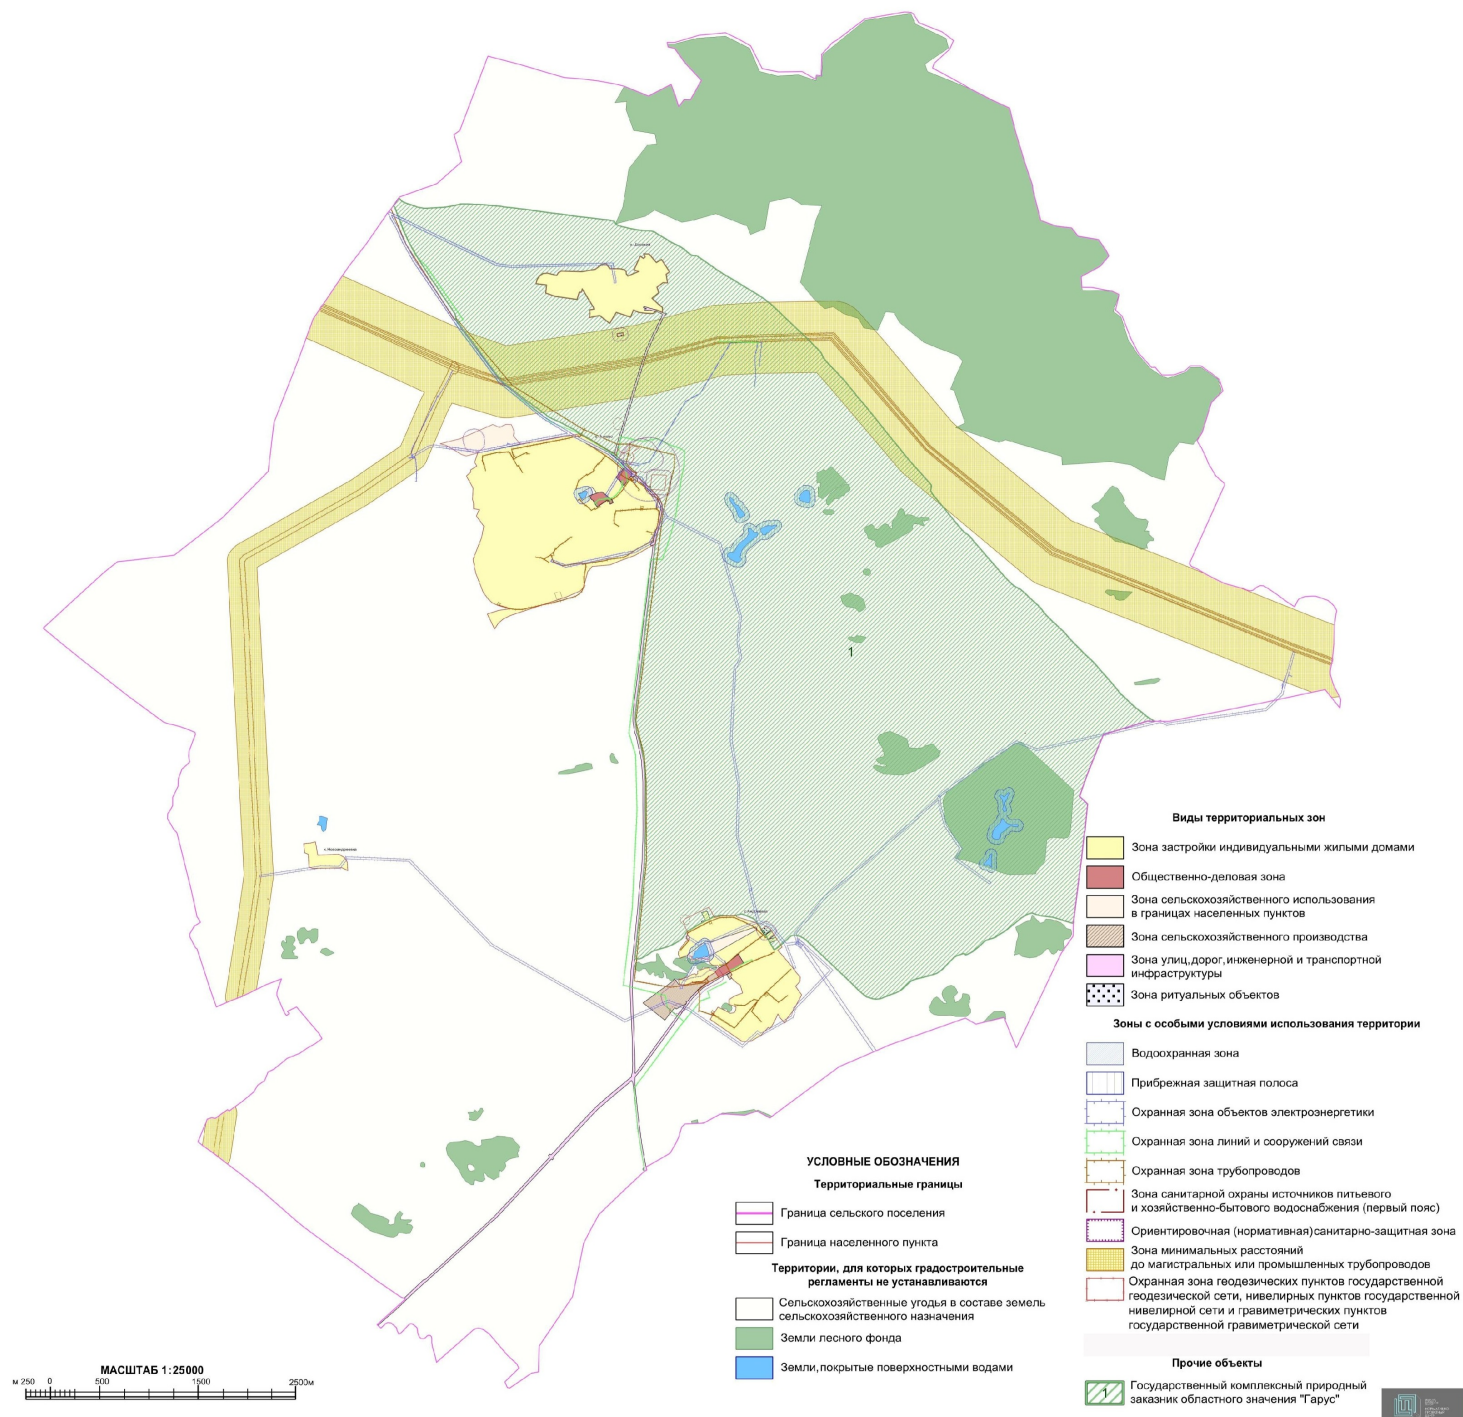 1
В
Виды территориальных зон
Зона застройки индивидуальными жилыми домами
Общественно-деловая зона
Зона сельскохозяйственного использования
в границах населенных пунктов
Зона сельскохозяйственного производства
Зона улиц,дорог,инженерной и транспортной
инфраструктуры
Зона ритуальных объектов
Зоны с особыми условиями использования территории
Водоохранная зона
Прибрежная защитная полоса
Охранная зона объектов электроэнергетики
Охранная зона линий и сооружений связи
Охранная зона трубопроводов
Зона санитарной охраны источников питьевого
и хозяйственно-бытового водоснабжения (первый пояс)
Ориентировочная (нормативная)санитарно-защитная зона
Зона минимальных расстояний
до магистральных или промышленных трубопроводов
Охранная зона геодезических пунктов государственной
геодезической сети, нивелирных пунктов государственной
нивелирной сети и гравиметрических пунктов
государственной гравиметрической сети
Прочие объекты
1
Государственный комплексный природный
заказник областного значения "Гарус"
УСЛОВНЫЕ ОБОЗНАЧЕНИЯ
Территориальные границы
Граница сельского поселения
Граница населенного пункта
Территории, для которых градостроительные
регламенты не устанавливаются
Сельскохозяйственные угодья в составе земель
сельскохозяйственного назначения
Земли лесного фонда
Земли,покрытые поверхностными водами
МАСШТАБ 1:25000
м 250 0 500 1500 2500м